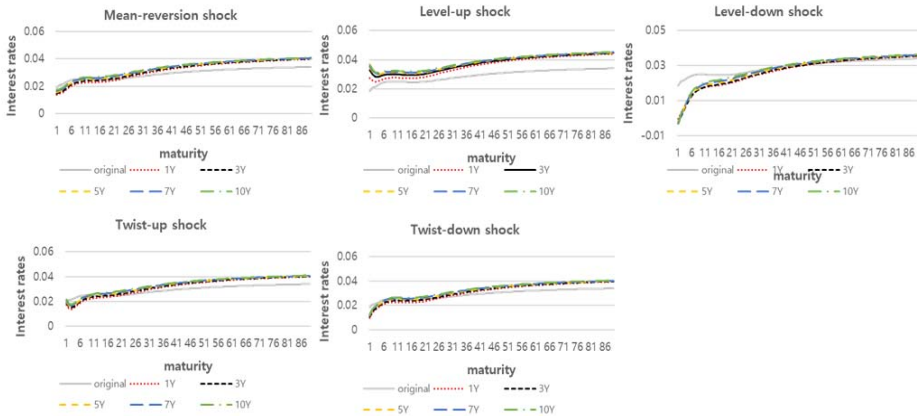 Mean-reversion shock
Interest rates
0.06
0.04
0.02
0
1 6 11 16 21 26 31 36 41 46 51 56 61 66 71 76 81 86
maturity
original 1Y 3Y
5Y 7Y 10Y
Level-up shock
Interest rates
0.06
0.04
0.02
0
1 6 11 16 21 26 31 36 41 46 51 56 61 66 71 76 81 86
maturity
original 1Y 3Y
5Y 7Y 10Y
Level-down shock
Interest rates
0.05
0.03
0.01
-0.01
1 6 11 16 21 26 31 36 41 46 51 56 61 66 71 76 81 86
maturity
original 1Y 3Y
5Y 7Y 10Y
Twist-up shock
Interest rates
0.06
0.04
0.02
0
1 6 11 16 21 26 31 36 41 46 51 56 61 66 71 76 81 86
maturity
original 1Y 3Y
5Y 7Y 10Y
Twist-down shock
Interest rates
0.06
0.04
0.02
0
1 6 11 16 21 26 31 36 41 46 51 56 61 66 71 76 81 86
maturity
original 1Y 3Y
5Y 7Y 10Y